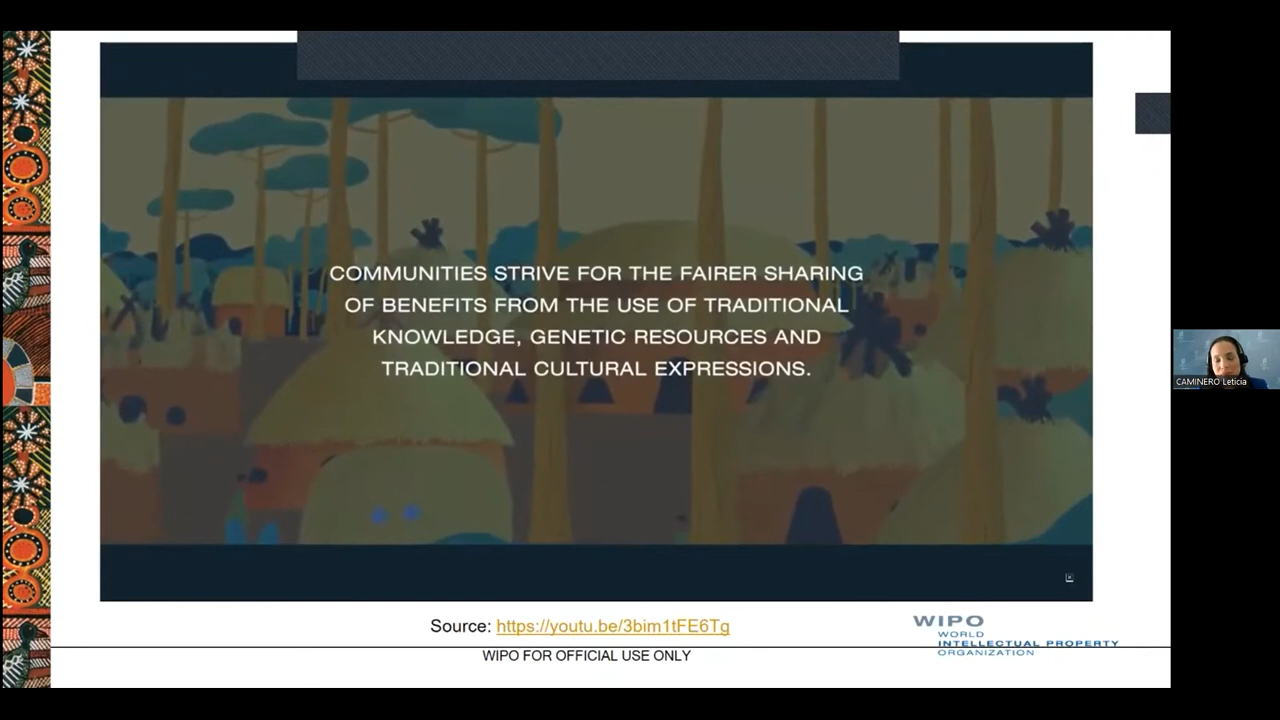 COMMUNITIES STRIVE FOR THE FAIRER SHARING
OF BENEFITS FROM THE USE OF TRADITIONAL
KNOWLEDGE, GENETIC RESOURCES AND
TRADITIONAL CULTURAL EXPRESSIONS.
CAMINERO Leticia
Source: https://youtu.be/3bim1tFE6Tg
WIPO
WORLD
INTELLECTUAL PROPERTY
ORGANIZATION
WIPO FOR OFFICIAL USE ONLY